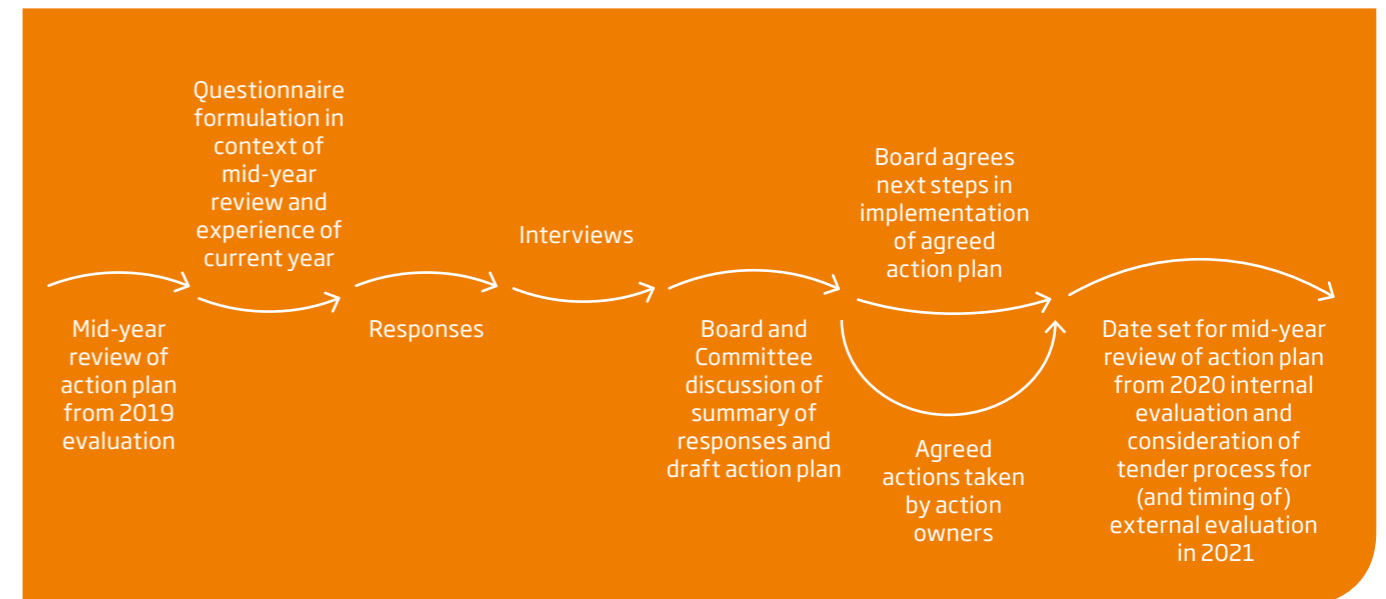 Mid-year
review of
action plan
from 2019
evaluation
Questionnaire
formulation in
context of
mid-year
review and
experience of
current year
Responses
Interviews
Board and
Committee
discussion of
summary of
responses and
draft action plan
Board agrees
next steps in
implementation
of agreed
action plan
Agreed
actions taken
by action
owners
Date set for mid-year
review of action plan
from 2020 internal
evaluation and
consideration of
tender process for
(and timing of)
external evaluation
in 2021